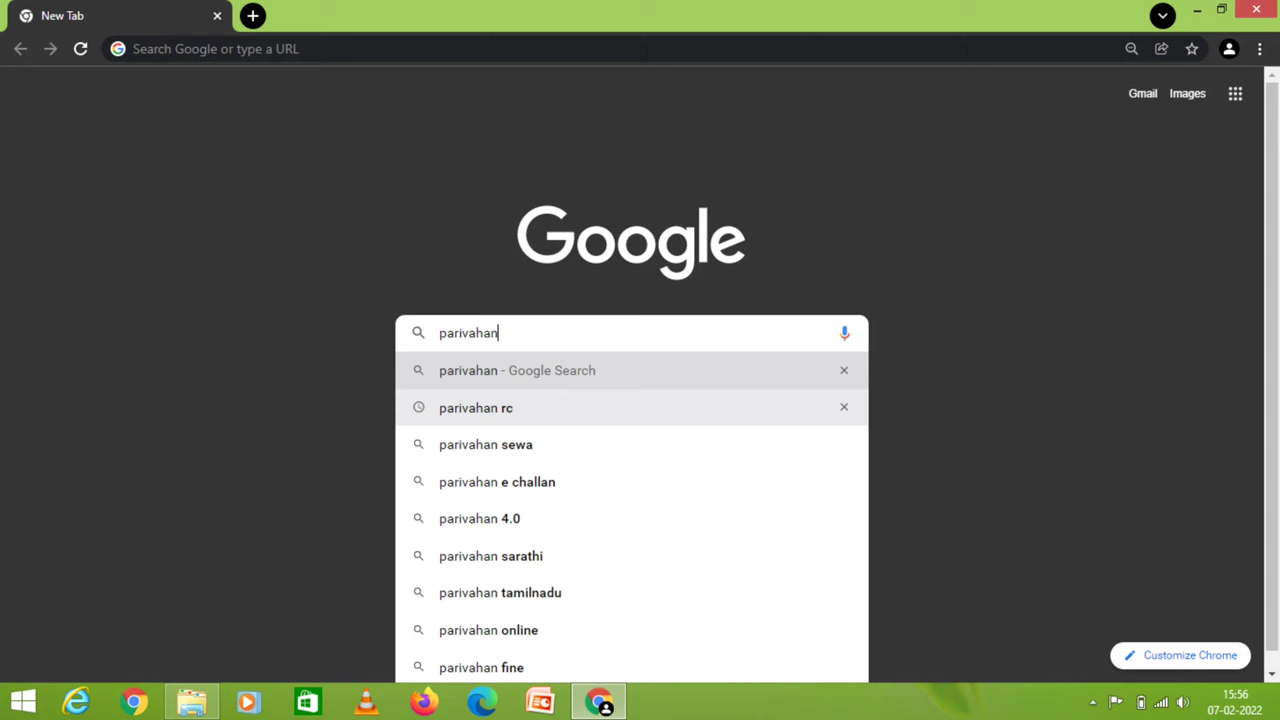 New Tab
Search Google or type a URL
Gmail Images
Google
parivahan
parivahan - Google Search
parivahan rc
parivahan sewa
parivahan e challan
parivahan 4.0
parivahan sarathi
parivahan tamilnadu
parivahan online
parivahan fine
Customize Chrome
15:56
07-02-2022